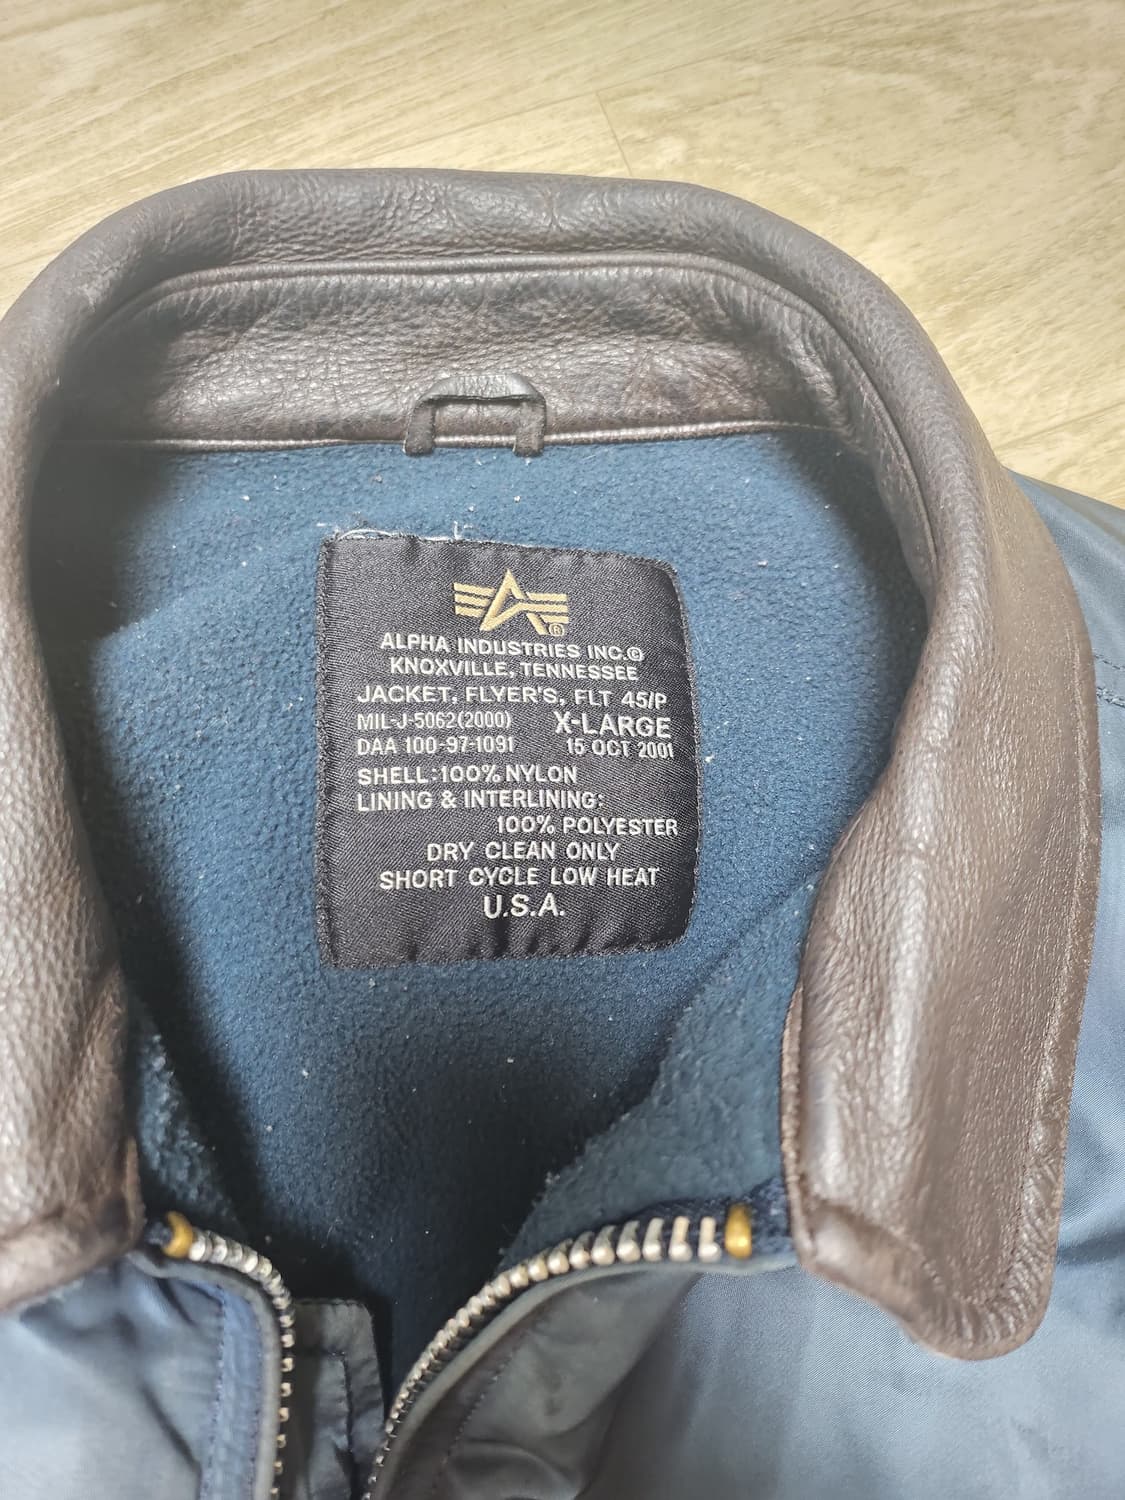 ®
ALPHA INDUSTRIES INC.©
KNOXVILLE, TENNESSEE
JACKET, FLYER'S, FLT 45/P
MIL-J-5062(2000) X-LARGE
DAA 100-97-1091 15 OCT 2001
SHELL:100% NYLON
LINING & INTERLINING:
100% POLYESTER
DRY CLEAN ONLY
SHORT CYCLE LOW HEAT
U.S.A.